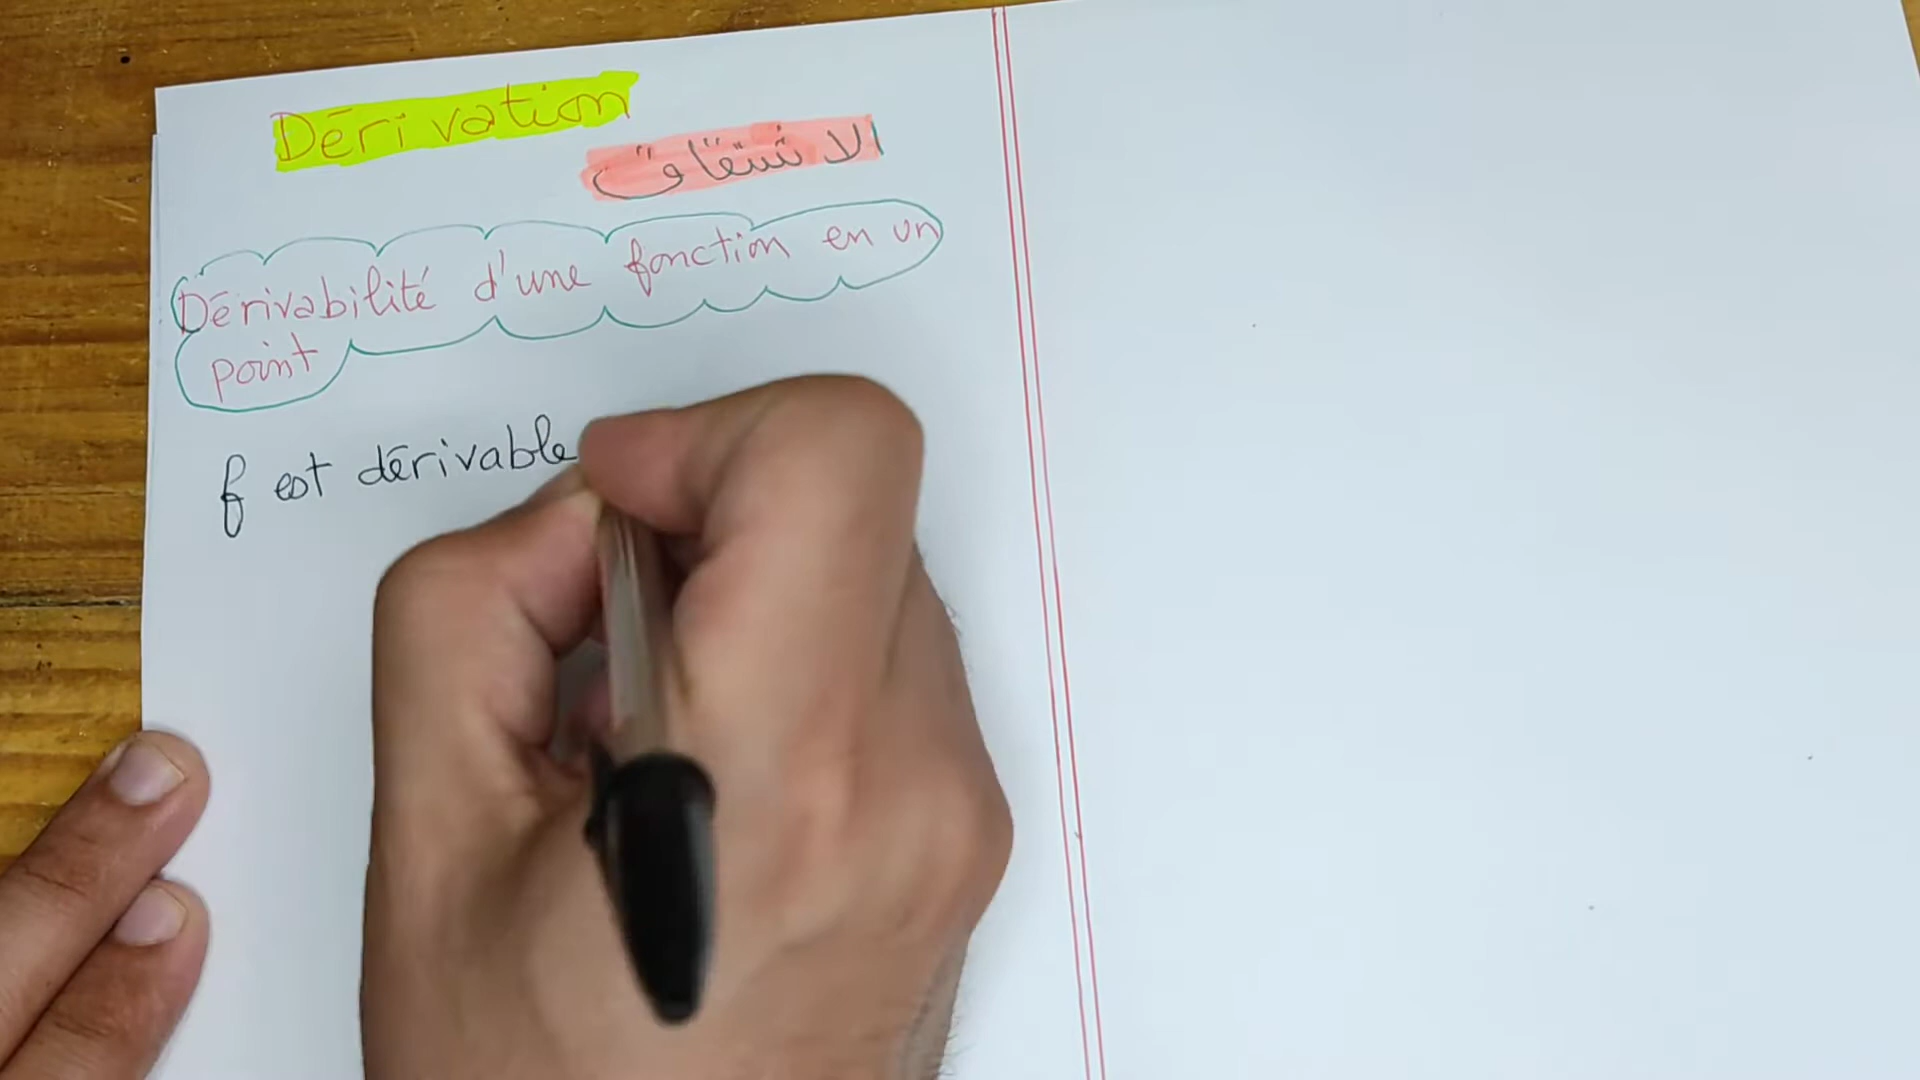 Dérivation
الاشتقاق
Dérivabilité d'une fonction en un
point
f est dérivable